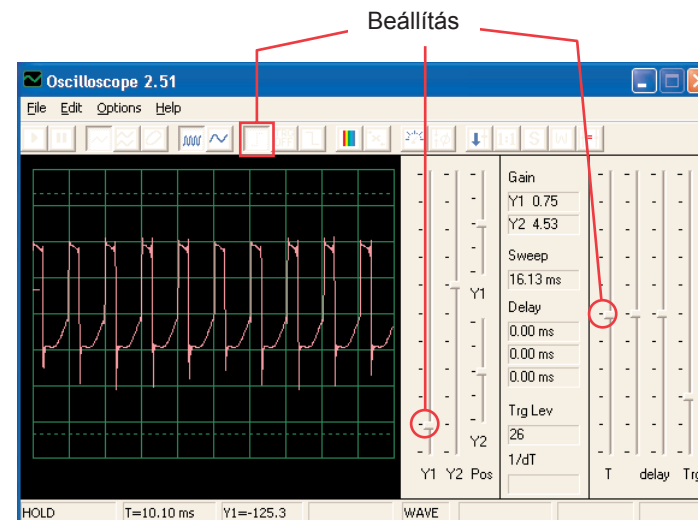 Beállítás
Oscilloscope 2.51
File Edit Options Help
Gain
Y1 0.75
Y2 4.53
Sweep
16.13 ms
Delay
0.00 ms
0.00 ms
0.00 ms
Trg Lev
26
1/dT
Y1
Y2
Y1 Y2 Pos
T delay Trg
HOLD T=10.10 ms Y1=-125.3 WAVE